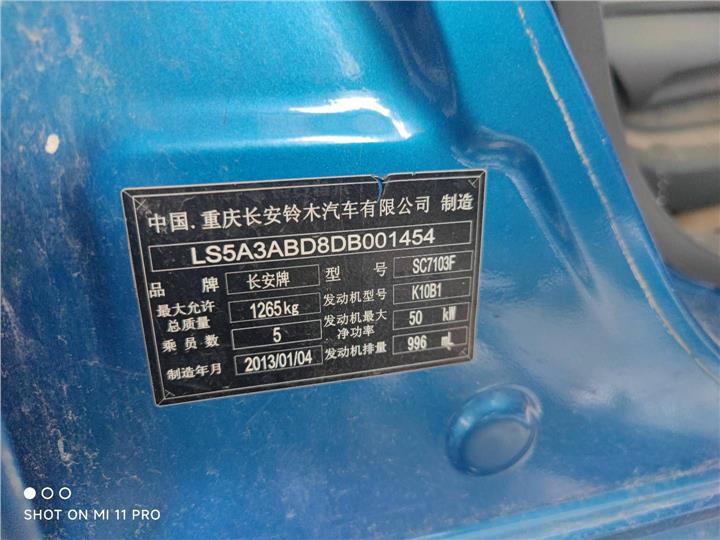 中国.重庆长安铃木汽车有限公司 制造
LS5A3ABD8DB001454
品牌 长安牌 型号 SC7103F
最大允许总质量 1265kg 发动机型号 K10B1
乘员数 5 发动机最大净功率 50 kW
制造年月 2013/01/04 发动机排量 996 mL
SHOT ON MI 11 PRO